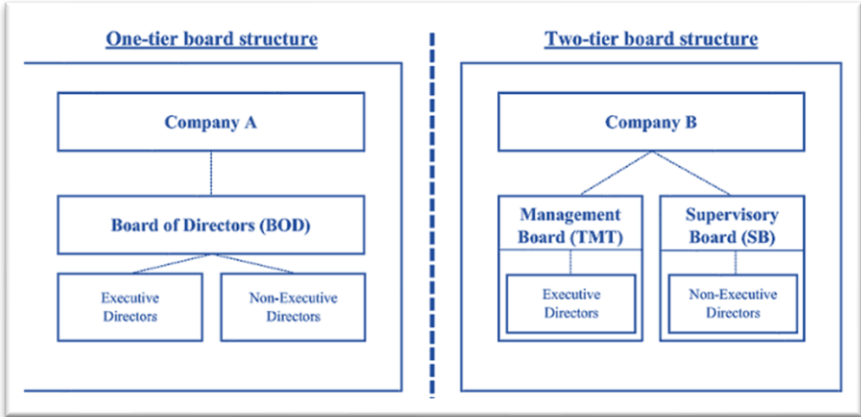 One-tier board structure
Company A
Board of Directors (BOD)
Executive
Directors
Non-Executive
Directors
Two-tier board structure
Company B
Management
Board (TMT)
Executive
Directors
Supervisory
Board (SB)
Non-Executive
Directors